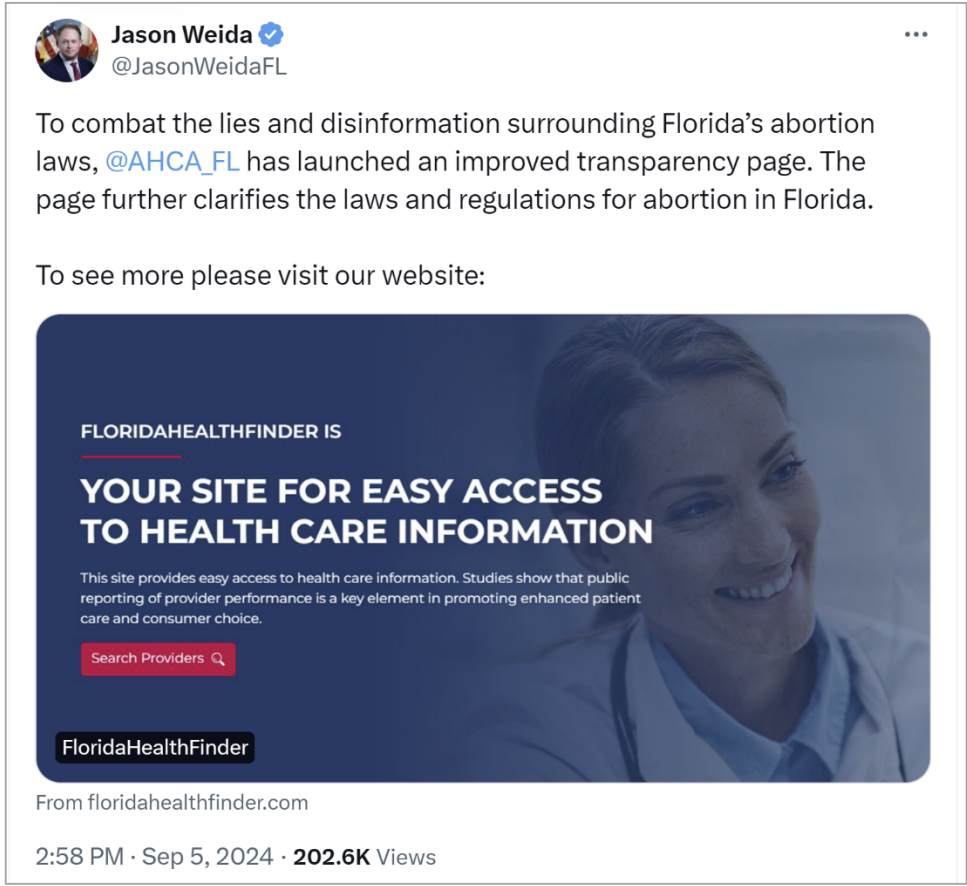 Jason Weida
@JasonWeidaFL
To combat the lies and disinformation surrounding Florida’s abortion
laws, @AHCA_FL has launched an improved transparency page. The
page further clarifies the laws and regulations for abortion in Florida.
To see more please visit our website:
FLORIDAHEALTHFINDER IS
YOUR SITE FOR EASY ACCESS
TO HEALTH CARE INFORMATION
This site provides easy access to health care information. Studies show that public
reporting of provider performance is a key element in promoting enhanced patient
care and consumer choice.
Search Providers
FloridaHealthFinder
From floridahealthfinder.com
2:58 PM · Sep 5, 2024 · 202.6K Views